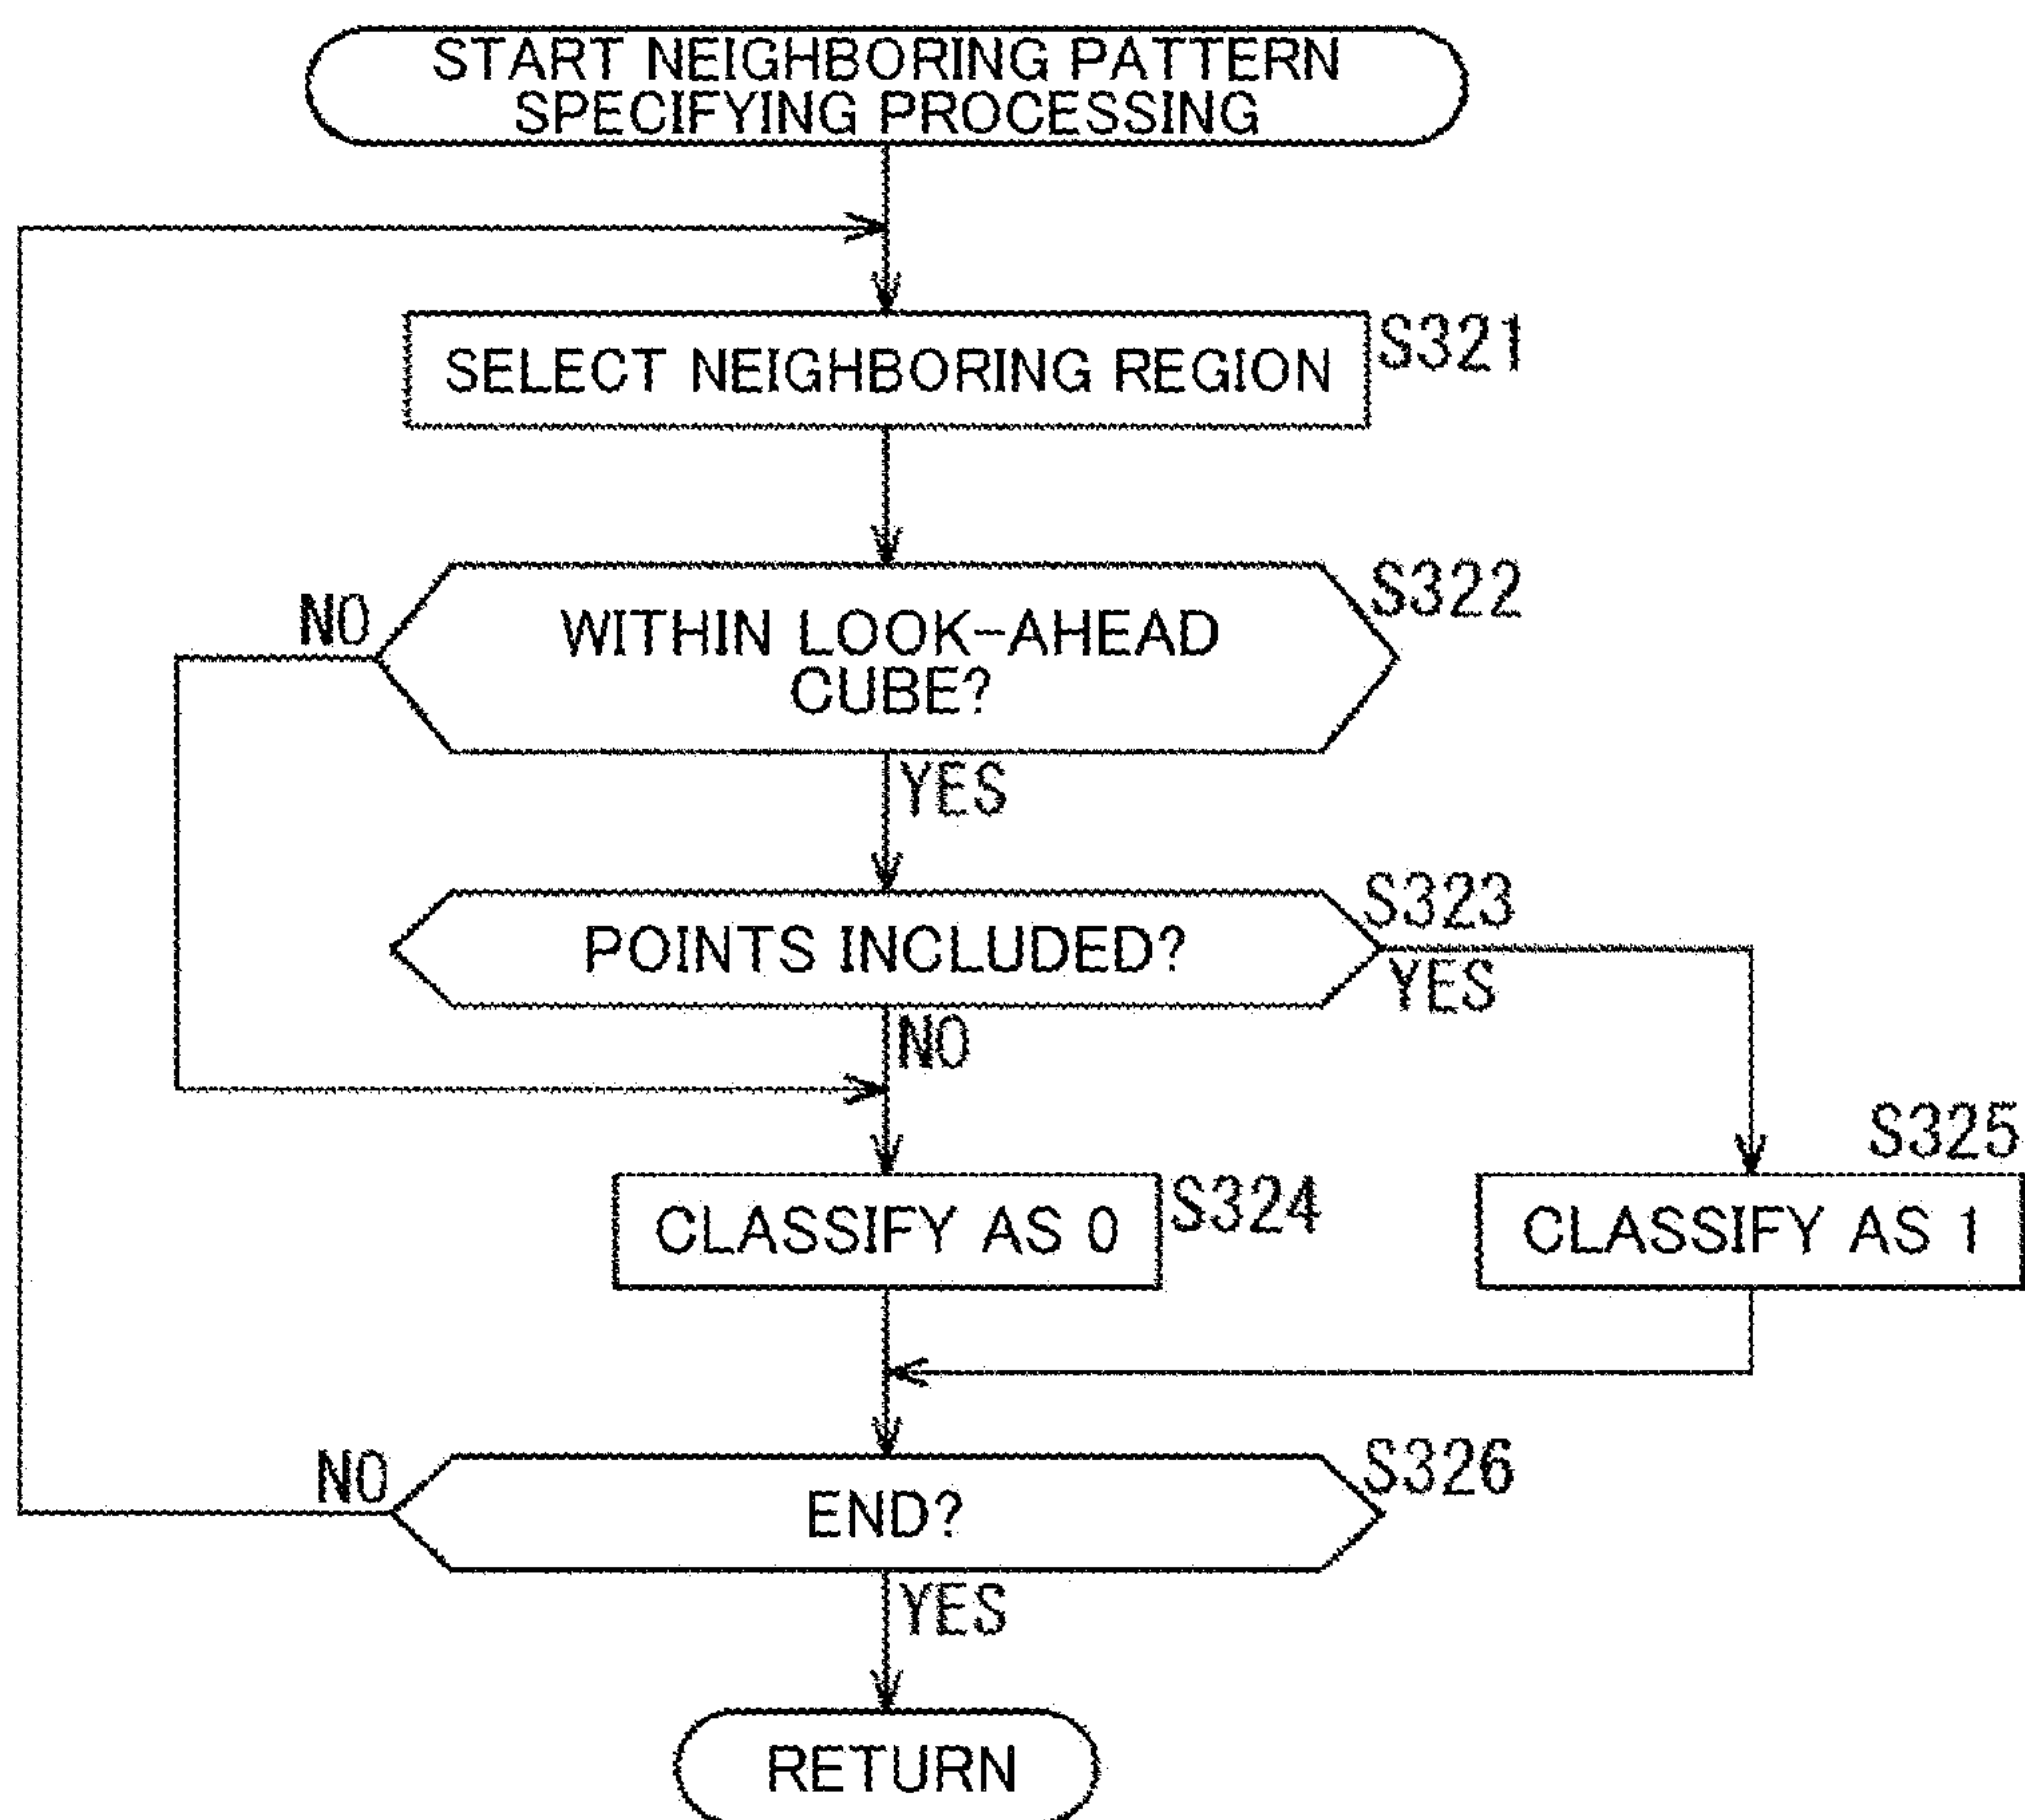 START NEIGHBORING PATTERN
SPECIFYING PROCESSING
SELECT NEIGHBORING REGION
S321
NO
WITHIN LOOK-AHEAD
CUBE?
S322
YES
POINTS INCLUDED?
S323
YES
NO
CLASSIFY AS 0
S324
S325
CLASSIFY AS 1
NO
END?
S326
YES
RETURN